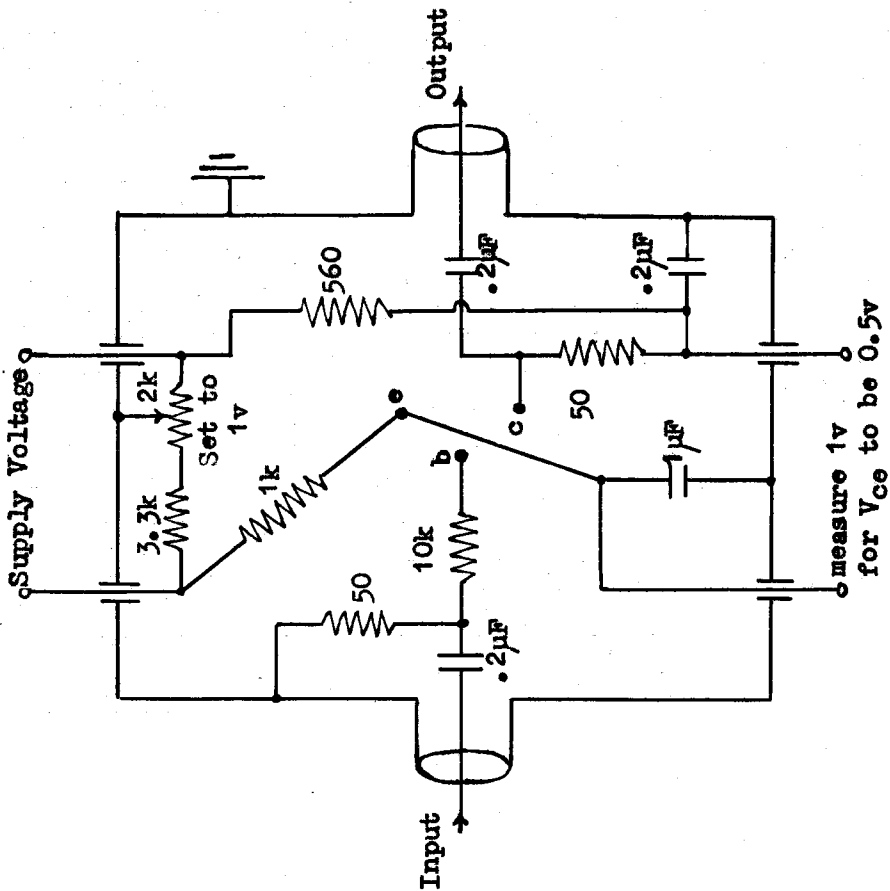 Supply Voltage
2k
Set to
1v
3.3k
1k
560
Output
.2µF
.2µF
e
c
b
50
10k
50
.2µF
1µF
Input
measure 1v
for Vce to be 0.5v